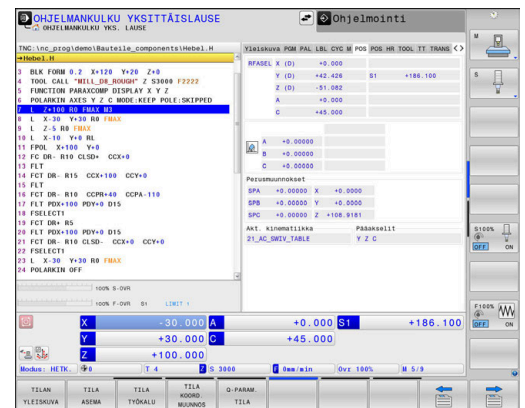 OHJELMANKULKU YKSITTÄISLAUSE
OHJELMANKULKU YKS. LAUSE
Ohjelmointi
TNC:\nc_prog\demo\Bauteile_components\Hebel.H
→Hebel.H
3 BLK FORM 0.2 X+120 Y+20 Z+0
4 TOOL CALL "MILL_D8_ROUGH" Z S3000 F2222
5 FUNCTION PARAXCOMP DISPLAY X Y Z
6 POLARKIN AXES Y Z C MODE:KEEP POLE:SKIPPED
7 L Z+100 R0 FMAX M3
8 L X-30 Y+30 R0 FMAX
9 L Z-5 R0 FMAX
10 L X-10 Y+0 RL
11 FPOL X+100 Y+0
12 FC DR- R10 CLSD+ CCX+0
13 FLT
14 FCT DR- R15 CCX+100 CCY+0
15 FLT
16 FCT DR- R10 CCPR+40 CCPA-110
17 FLT PDX+100 PDY+0 D15
18 FSELECT1
19 FCT DR+ R5
20 FLT PDX+100 PDY+0 D15
21 FCT DR- R10 CLSD- CCX+0 CCY+0
22 FSELECT1
23 L X-30 Y+30 R0 FMAX
24 POLARKIN OFF
100% S-OVR
100% F-OVR S1 LIMIT 1
Yleiskuva PGM PAL LBL CYC M POS POS HR TOOL TT TRANS
RFASEL X (D) +0.000
Y (D) +42.426 S1 +186.100
Z (D) -51.082
A +0.000
C +45.000
A +0.00000
B +0.00000
C +0.00000
Perusmuunnokset
SPA +0.00000 X +0.0000
SPB +0.00000 Y +0.0000
SPC +0.00000 Z +108.9181
Akt. kinematiikka Pääakselit
21_AC_SWIV_TABLE Y Z C
X -30.000 A +0.000 S1 +186.100
Y +30.000 C +45.000
Z +100.000
Modus: HETK. 0 T 4 Z S 3000 F 0mm/min Ovr 100% M 5/9
TILAN YLEISKUVA
TILA ASEMA
TILA TYÖKALU
TILA KOORD. MUUNNOS
Q-PARAM. TILA
M
S
S100%
OFF ON
F100%
OFF ON